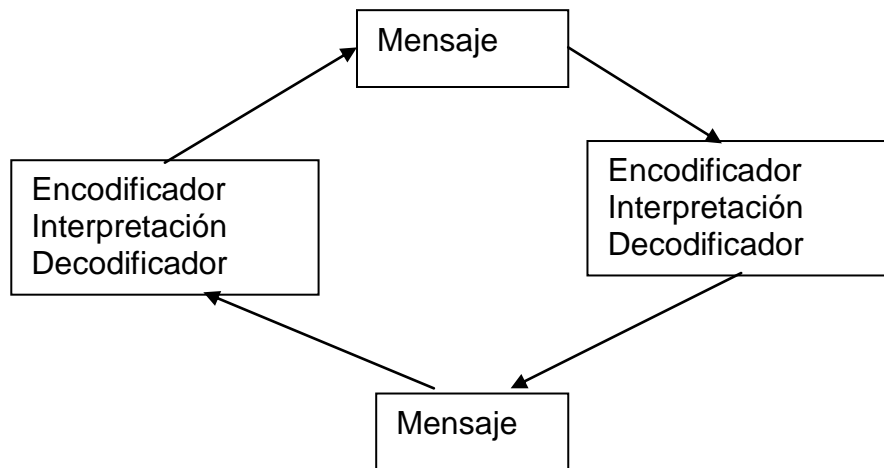 Mensaje
Encodificador
Interpretación
Decodificador
Encodificador
Interpretación
Decodificador
Mensaje